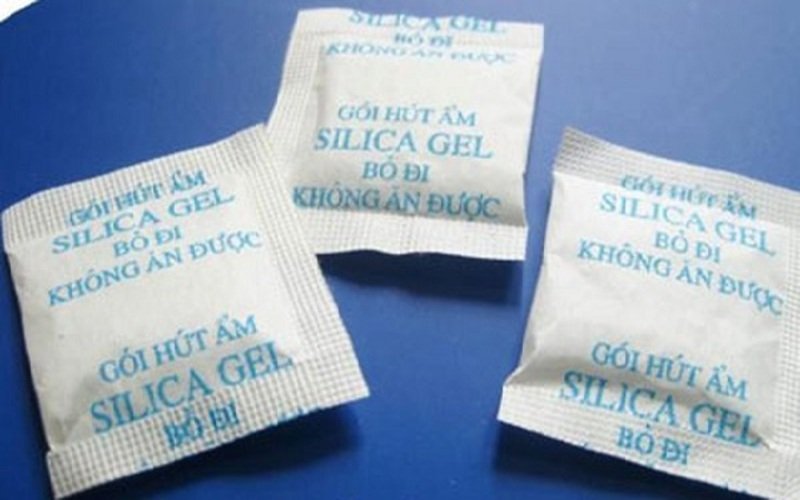 SILICA GEL
BỎ ĐI
KHÔNG ĂN ĐƯỢC
GÓI HÚT ẨM
SILICA GEL
BỎ ĐI
KHÔNG ĂN ĐƯỢC
GÓI HÚT ẨM
SILICA GEL
BỎ ĐI
KHÔNG ĂN ĐƯỢC
GÓI HÚT ẨM
SILICA GEL
BỎ ĐI
GÓI HÚT ẨM
SILICA GEL
BỎ ĐI
KHÔNG ĂN ĐƯỢC
GÓI HÚT ẨM
SILICA GEL
BỎ ĐI